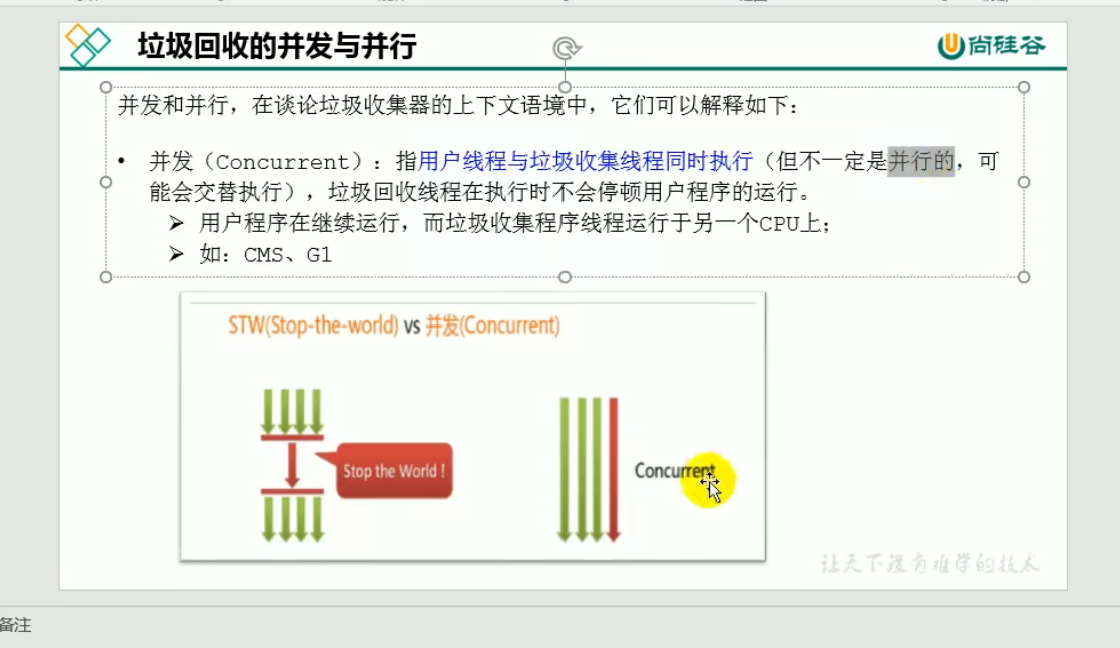 垃圾回收的并发与并行
尚硅谷
并发和并行，在谈论垃圾收集器的上下文语境中，它们可以解释如下：
• 并发（Concurrent）：指用户线程与垃圾收集线程同时执行（但不一定是并行的，可
能会交替执行），垃圾回收线程在执行时不会停顿用户程序的运行。
➢ 用户程序在继续运行，而垃圾收集程序线程运行于另一个CPU上；
➢ 如：CMS、G1
STW(Stop-the-world) vs 并发(Concurrent)
Stop the World !
Concurrent
让天下没有难学的技术
备注